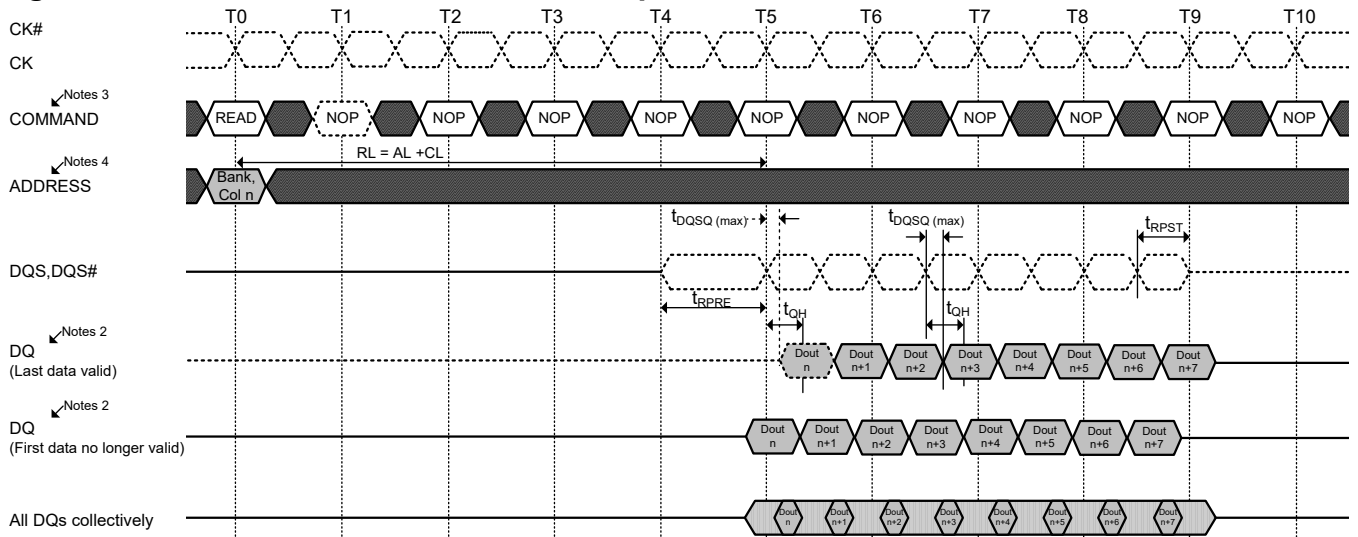 T0 T1 T2 T3 T4 T5 T6 T7 T8 T9 T10
CK#
CK
Notes 3
COMMAND
READ NOP NOP NOP NOP NOP NOP NOP NOP NOP NOP
RL = AL +CL
Notes 4
ADDRESS
Bank,
Col n
tDQSQ (max) tDQSQ (max) tRPST
DQS,DQS#
tRPRE
tQH tQH
Notes 2
DQ
(Last data valid)
Dout n Dout n+1 Dout n+2 Dout n+3 Dout n+4 Dout n+5 Dout n+6 Dout n+7
Notes 2
DQ
(First data no longer valid)
Dout n Dout n+1 Dout n+2 Dout n+3 Dout n+4 Dout n+5 Dout n+6 Dout n+7
All DQs collectively
Dout n Dout n+1 Dout n+2 Dout n+3 Dout n+4 Dout n+5 Dout n+6 Dout n+7